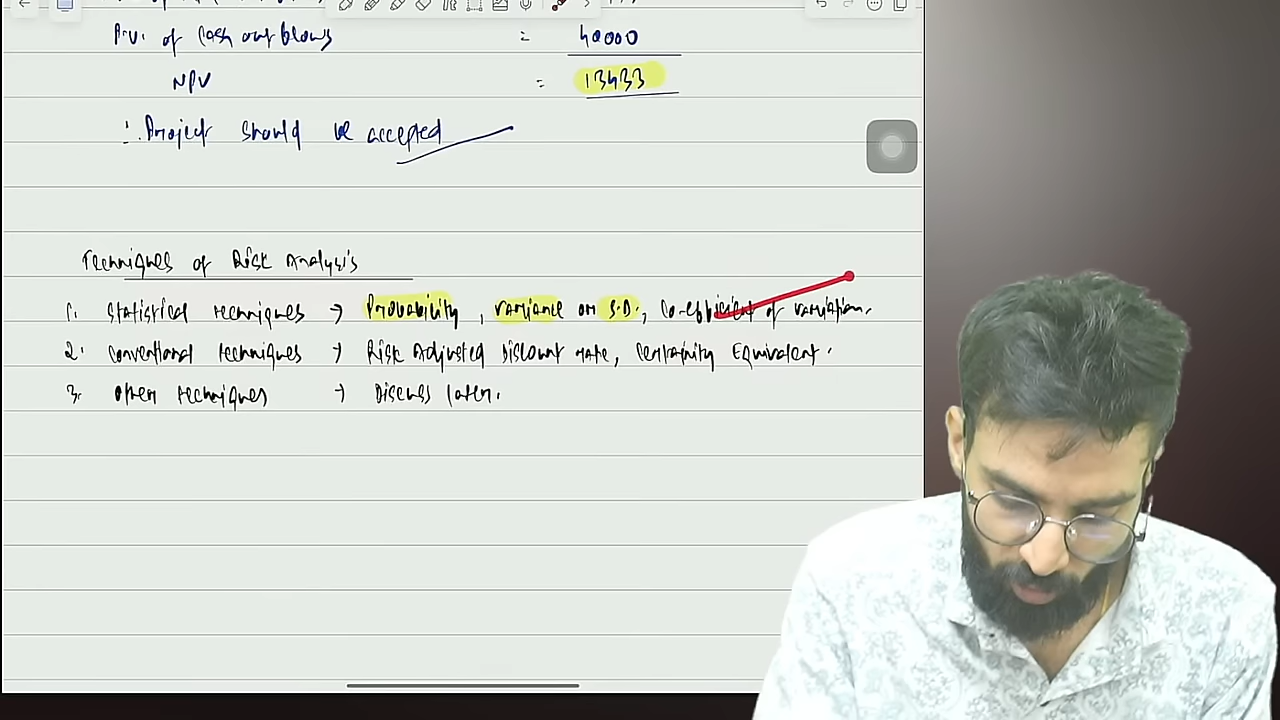 P.V. of Cash outflows = 40000
NPV = 13433
∴ Project should be accepted
Techniques of Risk Analysis
1. Statistical techniques → Probability, variance or S.D., Co-efficient of variation.
2. Conventional techniques → Risk Adjusted Discount rate, Certainity Equivalent.
3. Other techniques → Discuss later.